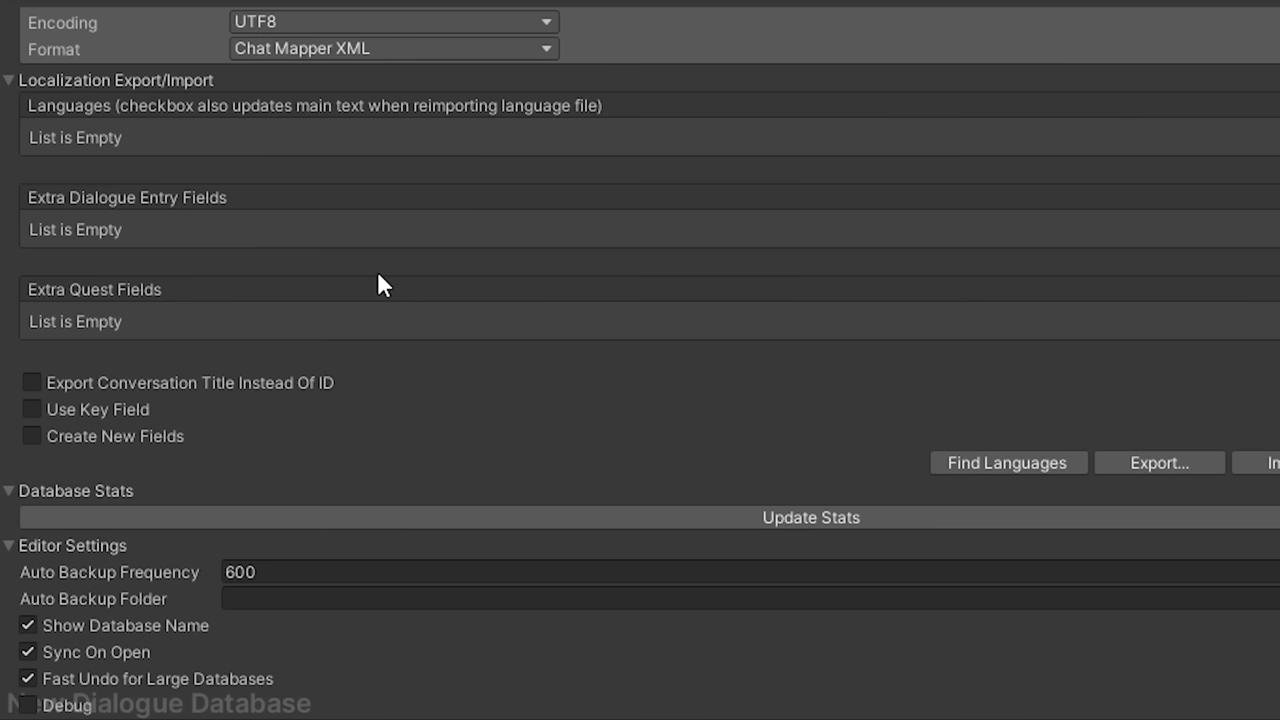 Encoding UTF8
Format Chat Mapper XML
Localization Export/Import
Languages (checkbox also updates main text when reimporting language file)
List is Empty
Extra Dialogue Entry Fields
List is Empty
Extra Quest Fields
List is Empty
Export Conversation Title Instead Of ID
Use Key Field
Create New Fields
Find Languages Export...
Database Stats
Update Stats
Editor Settings
Auto Backup Frequency 600
Auto Backup Folder
Show Database Name
Sync On Open
Fast Undo for Large Databases
Debug
Dialogue Database